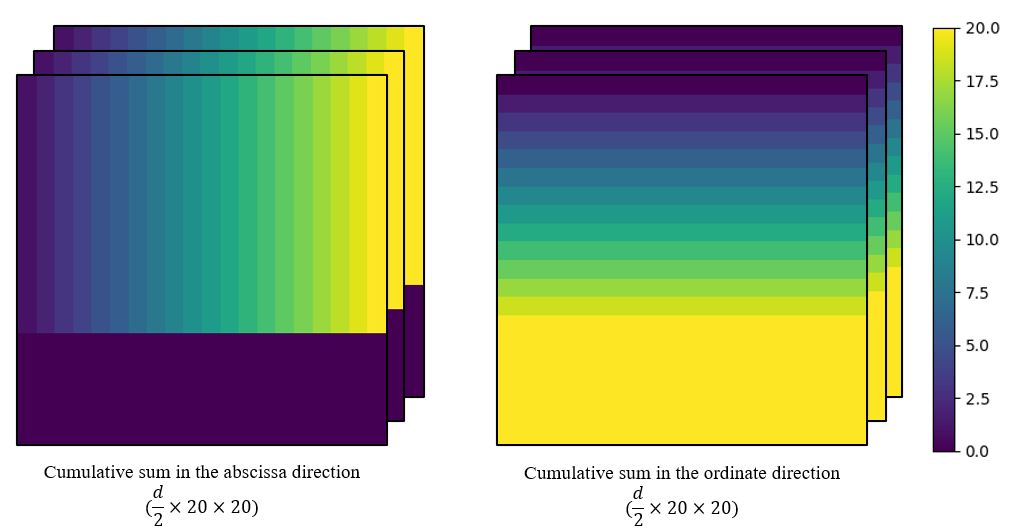 20.0
17.5
15.0
12.5
10.0
7.5
5.0
2.5
0.0
Cumulative sum in the abscissa direction
(d/2 × 20 × 20)
Cumulative sum in the ordinate direction
(d/2 × 20 × 20)